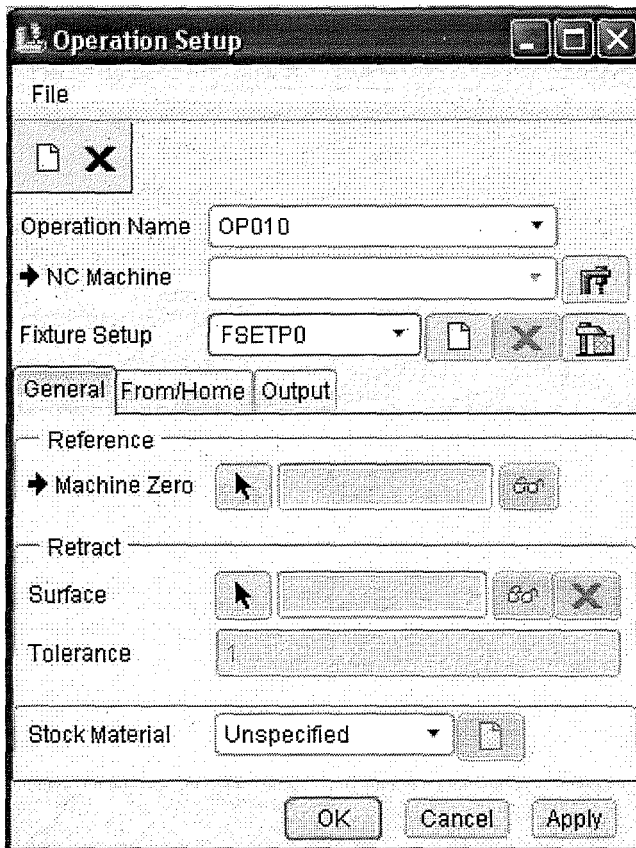 Operation Setup
File
Operation Name OP010
NC Machine
Fixture Setup FSETP0
General From/Home Output
Reference
Machine Zero
Retract
Surface
Tolerance 1
Stock Material Unspecified
OK Cancel Apply